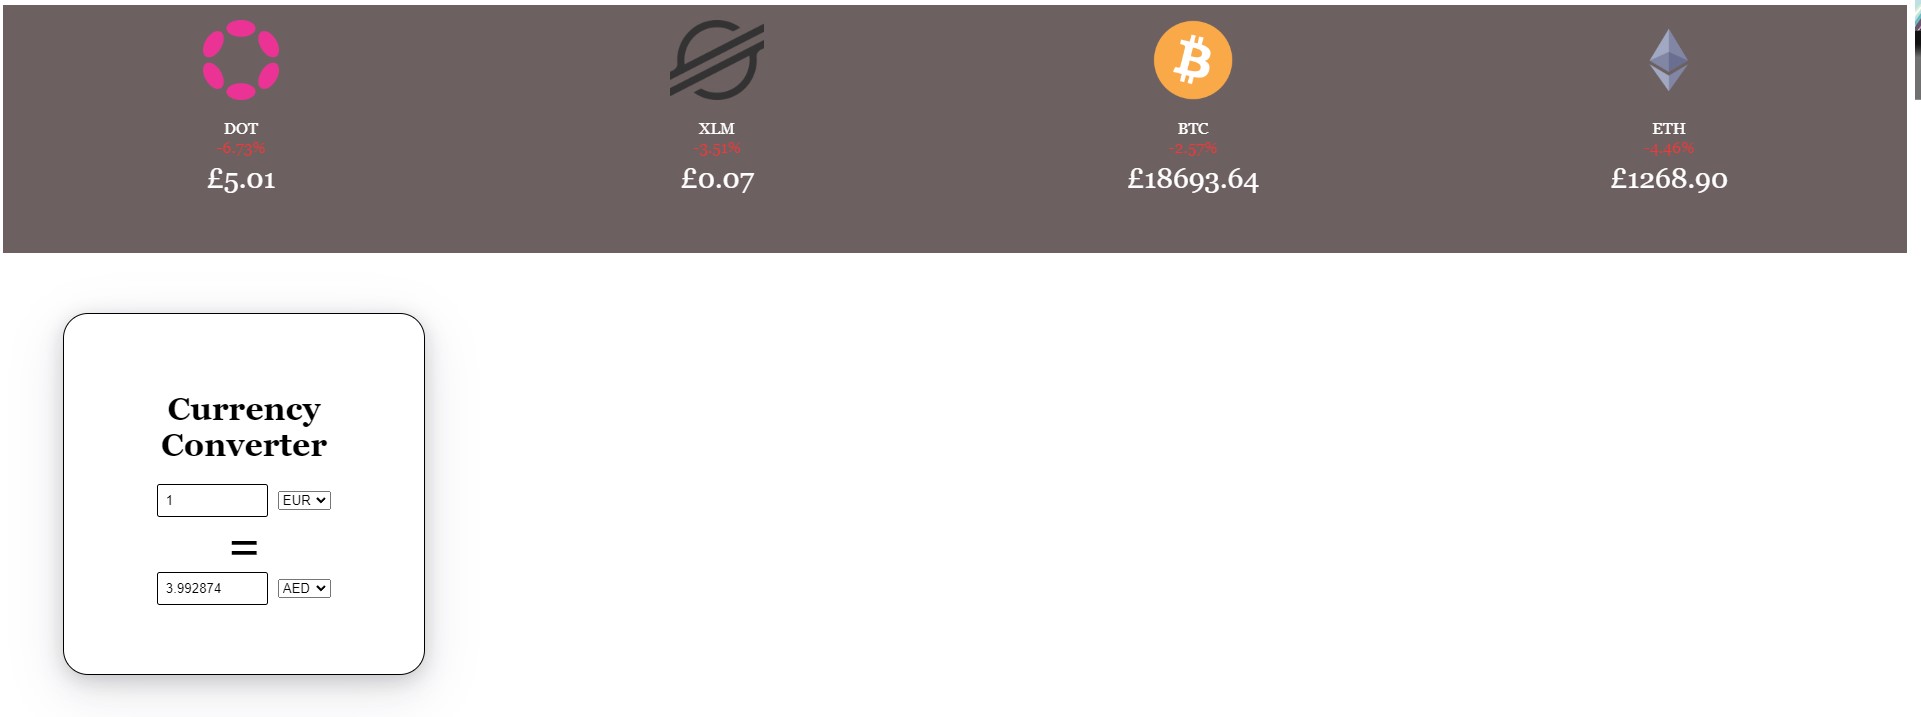 DOT
-6.73%
£5.01
XLM
-3.51%
£0.07
BTC
-2.57%
£18693.64
ETH
-4.46%
£1268.90
Currency
Converter
1 EUR
=
3.992874 AED